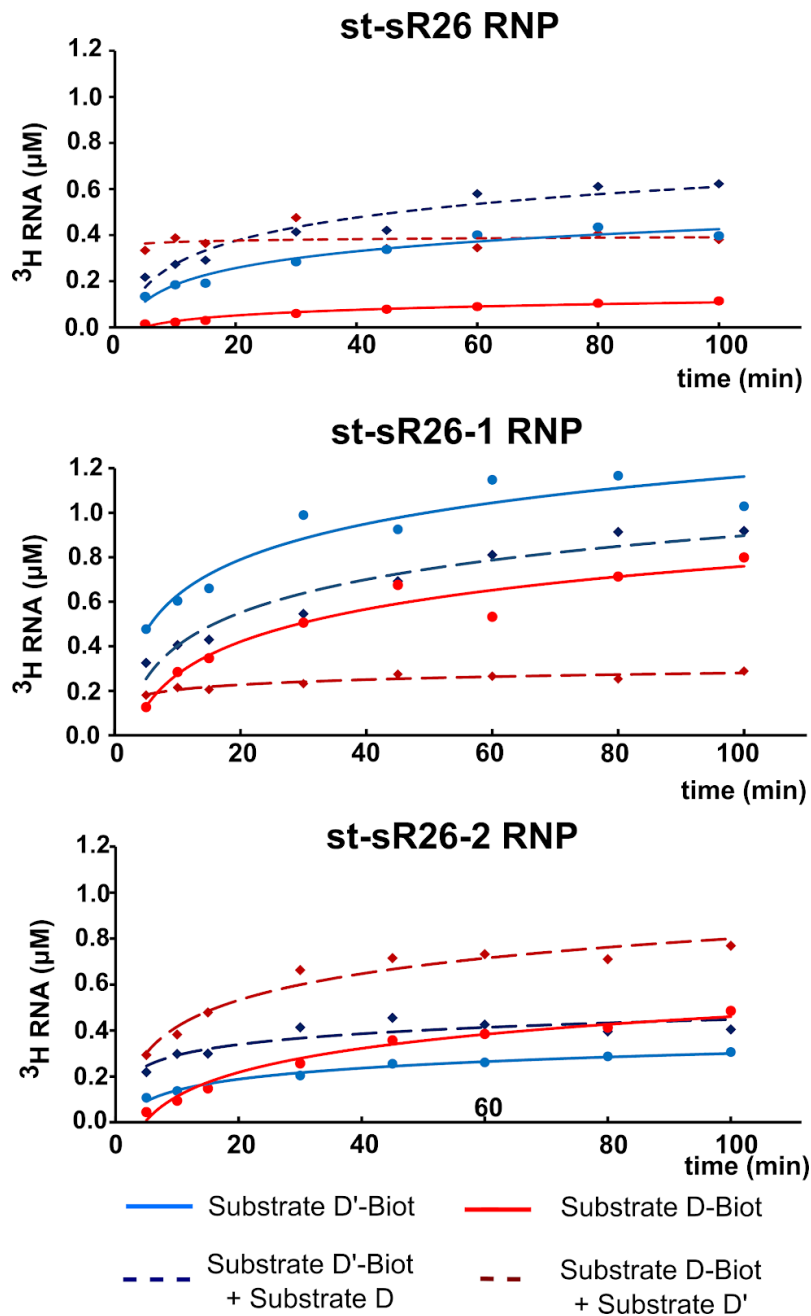 st-sR26 RNP
1.2
1.0
0.8
0.6
0.4
0.2
0.0
³H RNA (µM)
0 20 40 60 80 100
time (min)
st-sR26-1 RNP
1.2
1.0
0.8
0.6
0.4
0.2
0.0
³H RNA (µM)
0 20 40 60 80 100
time (min)
st-sR26-2 RNP
1.2
1.0
0.8
0.6
0.4
0.2
0.0
³H RNA (µM)
60
0 20 40 80 100
time (min)
Substrate D'-Biot
Substrate D-Biot
Substrate D'-Biot
+ Substrate D
Substrate D-Biot
+ Substrate D'